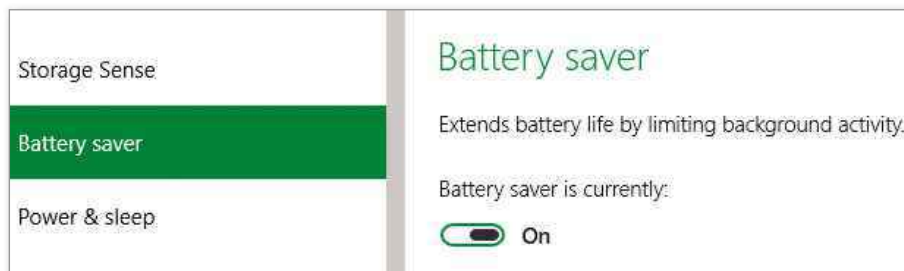 Storage Sense
Battery saver
Power & sleep
Battery saver
Extends battery life by limiting background activity.
Battery saver is currently:
On